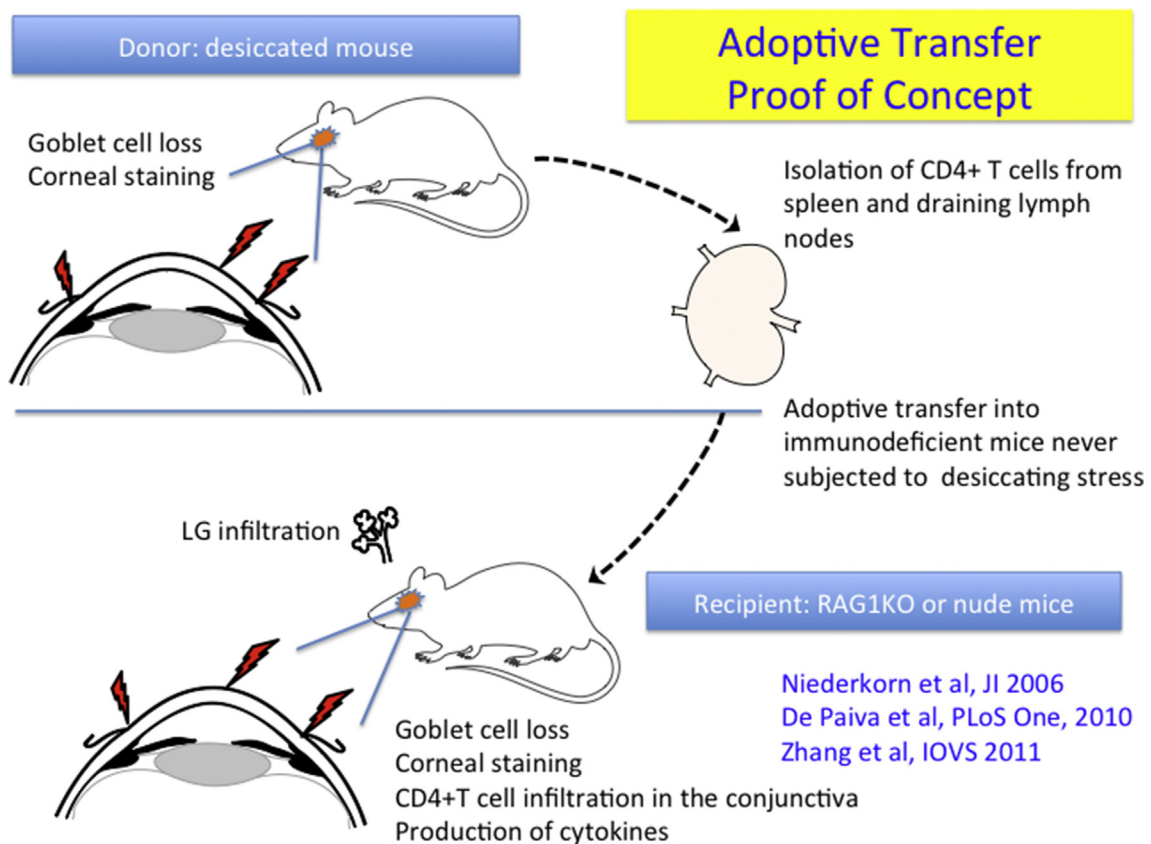 Donor: desiccated mouse
Adoptive Transfer
Proof of Concept
Goblet cell loss
Corneal staining
Isolation of CD4+ T cells from
spleen and draining lymph
nodes
Adoptive transfer into
immunodeficient mice never
subjected to desiccating stress
LG infiltration
Recipient: RAG1KO or nude mice
Niederkorn et al, JI 2006
De Paiva et al, PLoS One, 2010
Zhang et al, IOVS 2011
Goblet cell loss
Corneal staining
CD4+T cell infiltration in the conjunctiva
Production of cytokines